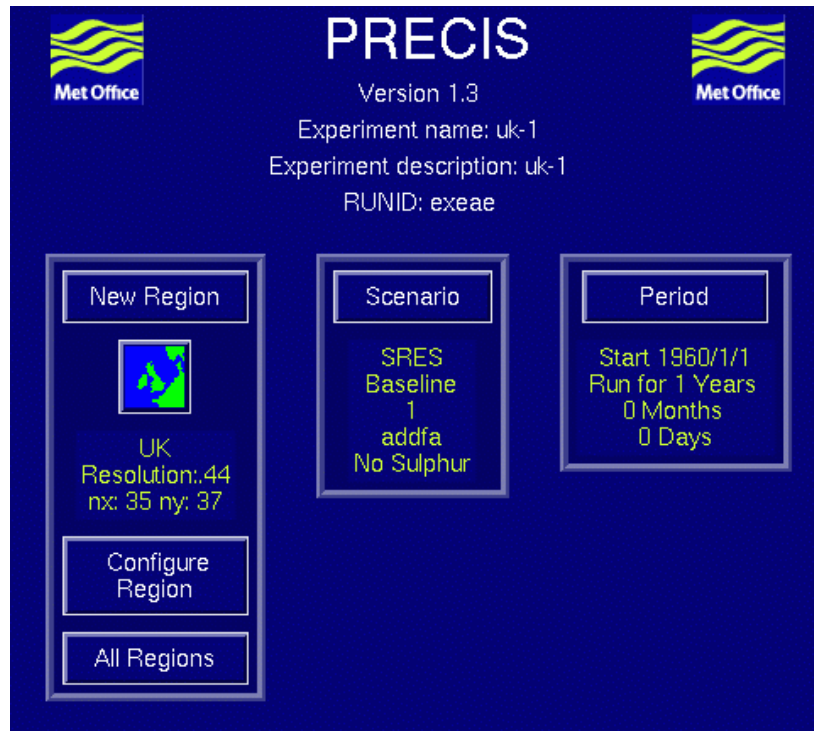 PRECIS
Met Office
Met Office
Version 1.3
Experiment name: uk-1
Experiment description: uk-1
RUNID: exeae
New Region
UK
Resolution:.44
nx: 35 ny: 37
Configure
Region
All Regions
Scenario
SRES
Baseline
1
addfa
No Sulphur
Period
Start 1960/1/1
Run for 1 Years
0 Months
0 Days